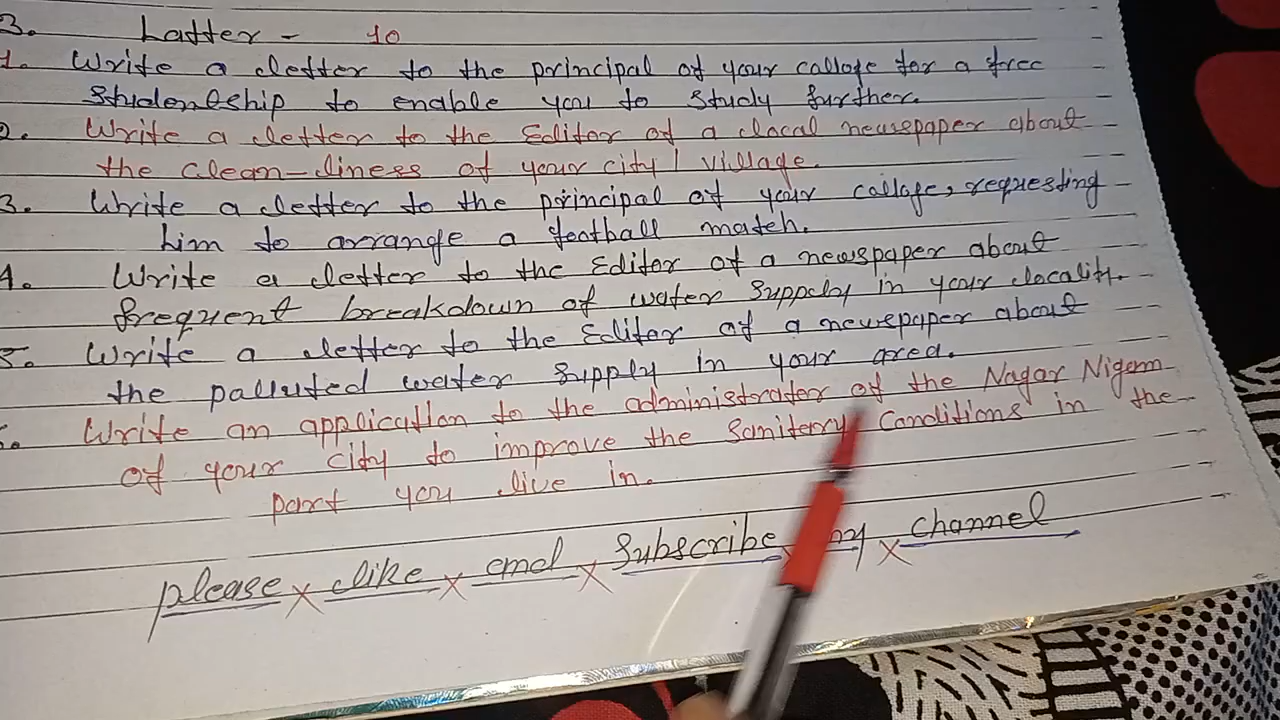 3. Latter - 10
1. Write a letter to the principal of your collage for a free
studentship to enable you to study further.
2. Write a letter to the Editor of a local newspaper about
the clean-liness of your city / village.
3. Write a letter to the principal of your collage, requesting
him to arrange a football match.
4. Write a letter to the Editor of a newspaper about
frequent breakdown of water supply in your locality.
5. Write a letter to the Editor of a newspaper about
the polluted water supply in your area.
Write an application to the administrater of the Nagar Nigam
of your city to improve the Saniterry Conditions in the
part you live in.
please x like x and x Subscribe my x channel